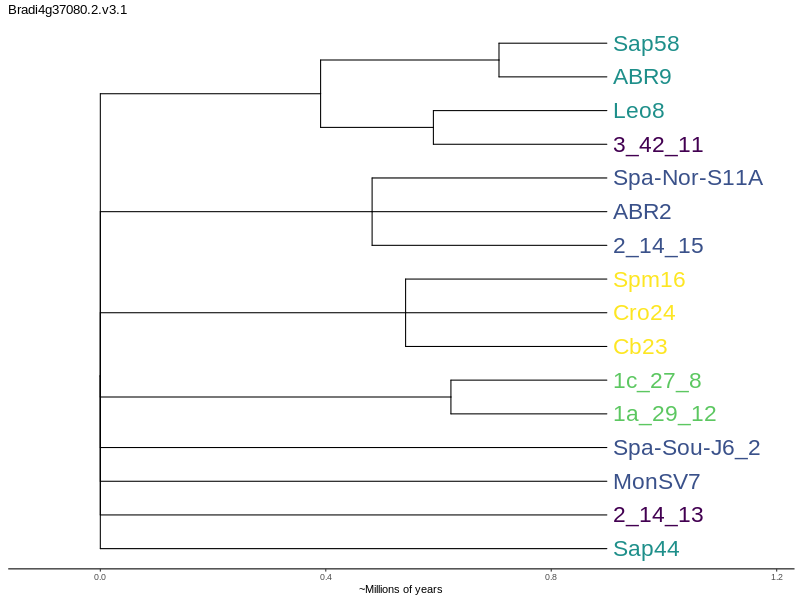 Bradi4g37080.2.v3.1
Sap58
ABR9
Leo8
3_42_11
Spa-Nor-S11A
ABR2
2_14_15
Spm16
Cro24
Cb23
1c_27_8
1a_29_12
Spa-Sou-J6_2
MonSV7
2_14_13
Sap44
0.0 0.4 0.8 1.2
~Millions of years